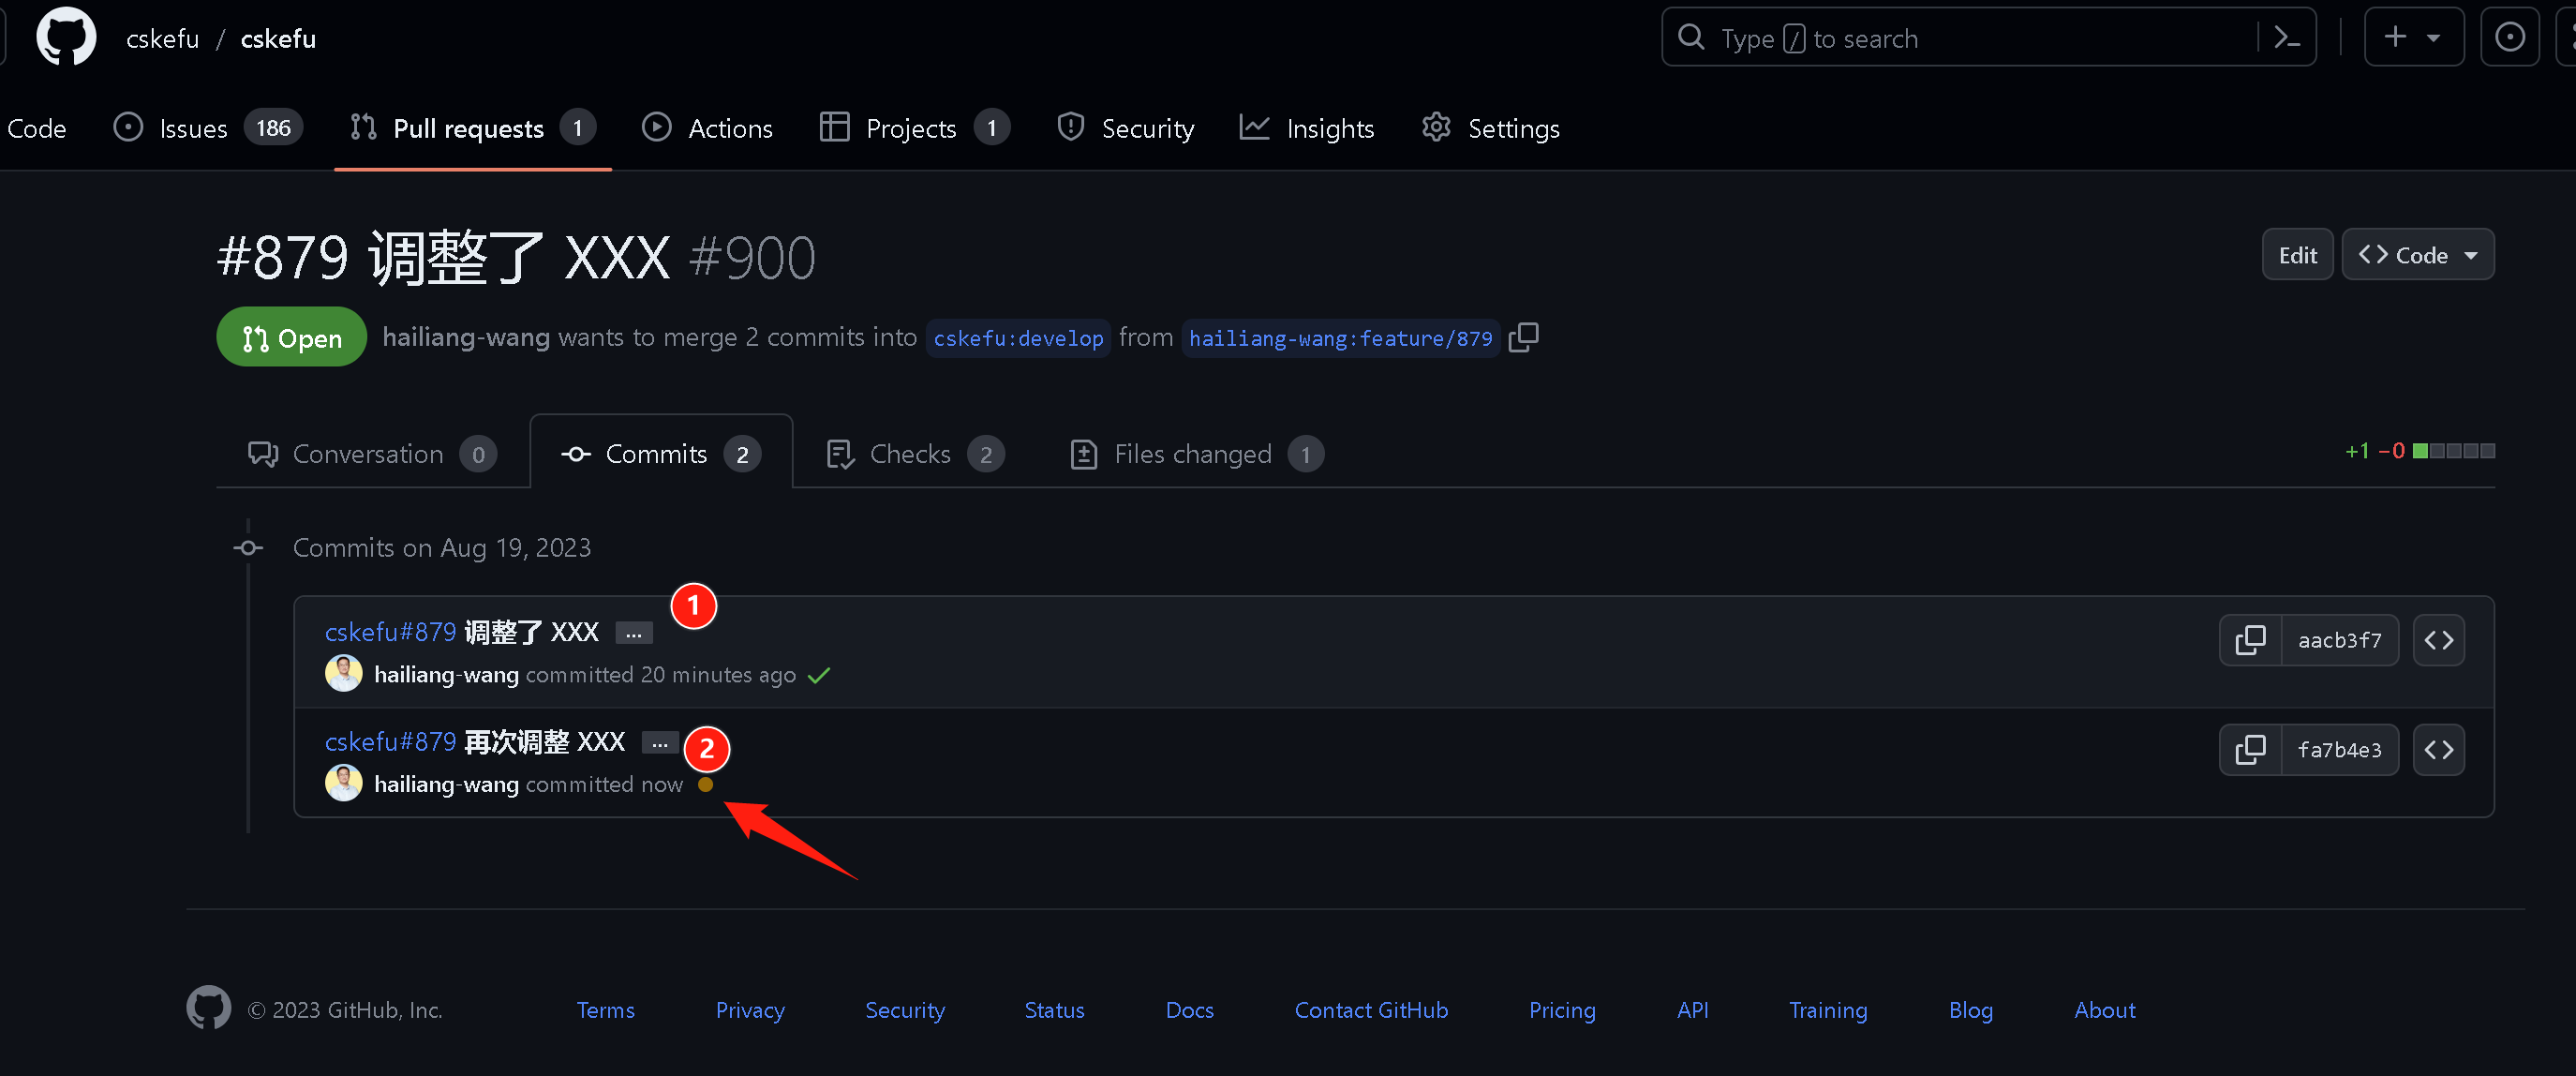 cskefu / cskefu
Type / to search
Code Issues 186 Pull requests 1 Actions Projects 1 Security Insights Settings
#879 调整了 XXX #900
Edit
Code
Open
hailiang-wang wants to merge 2 commits into cskefu:develop from hailiang-wang:feature/879
Conversation 0
Commits 2
Checks 2
Files changed 1
+1 −0
Commits on Aug 19, 2023
1
cskefu#879 调整了 XXX ...
hailiang-wang committed 20 minutes ago
aacb3f7
cskefu#879 再次调整 XXX ...
2
hailiang-wang committed now
fa7b4e3
© 2023 GitHub, Inc.
Terms
Privacy
Security
Status
Docs
Contact GitHub
Pricing
API
Training
Blog
About